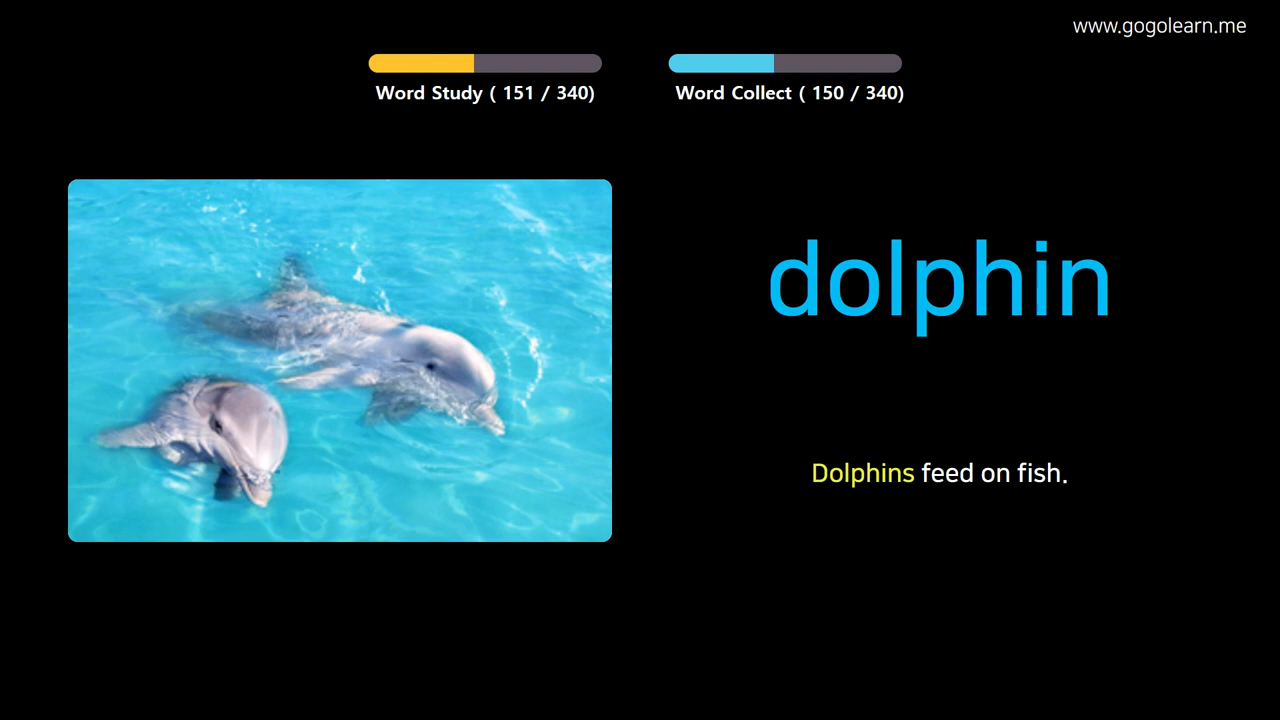 www.gogolearn.me
Word Study ( 151 / 340)
Word Collect ( 150 / 340)
dolphin
Dolphins feed on fish.